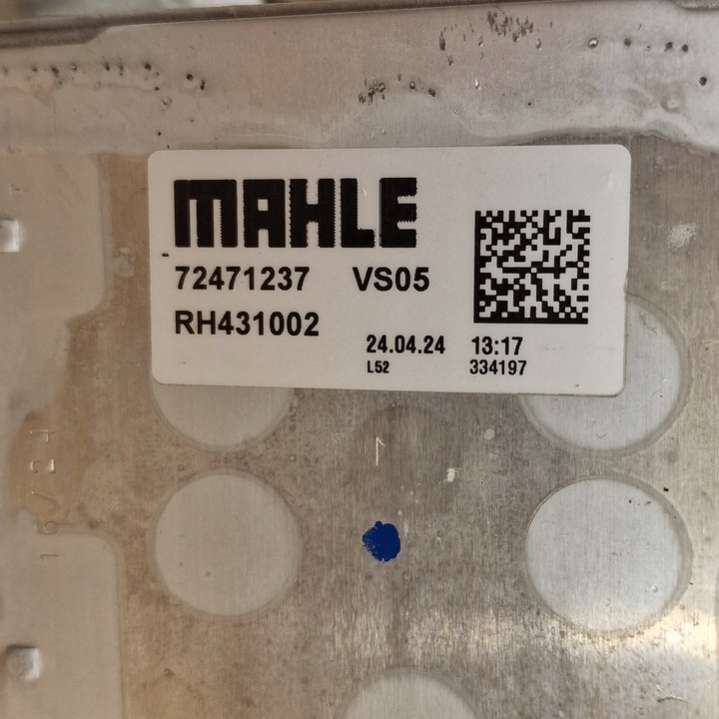 MAHLE
72471237 VS05
RH431002
24.04.24 13:17
L52 334197